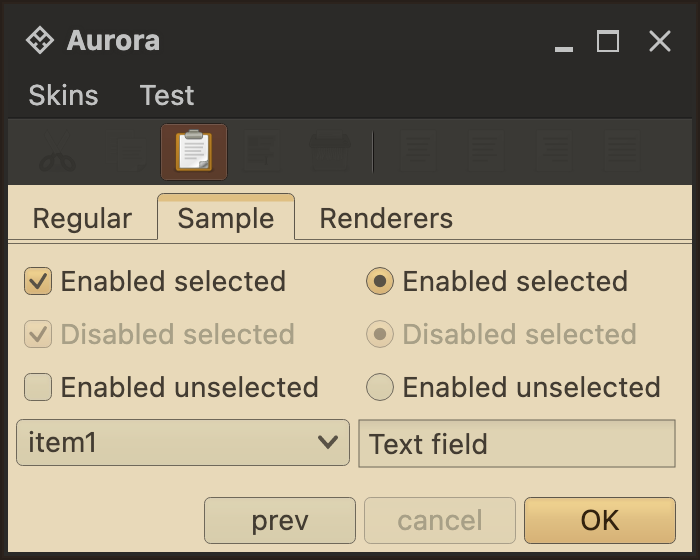 Aurora
Skins Test
Regular Sample Renderers
Enabled selected Enabled selected
Disabled selected Disabled selected
Enabled unselected Enabled unselected
item1 Text field
prev cancel OK